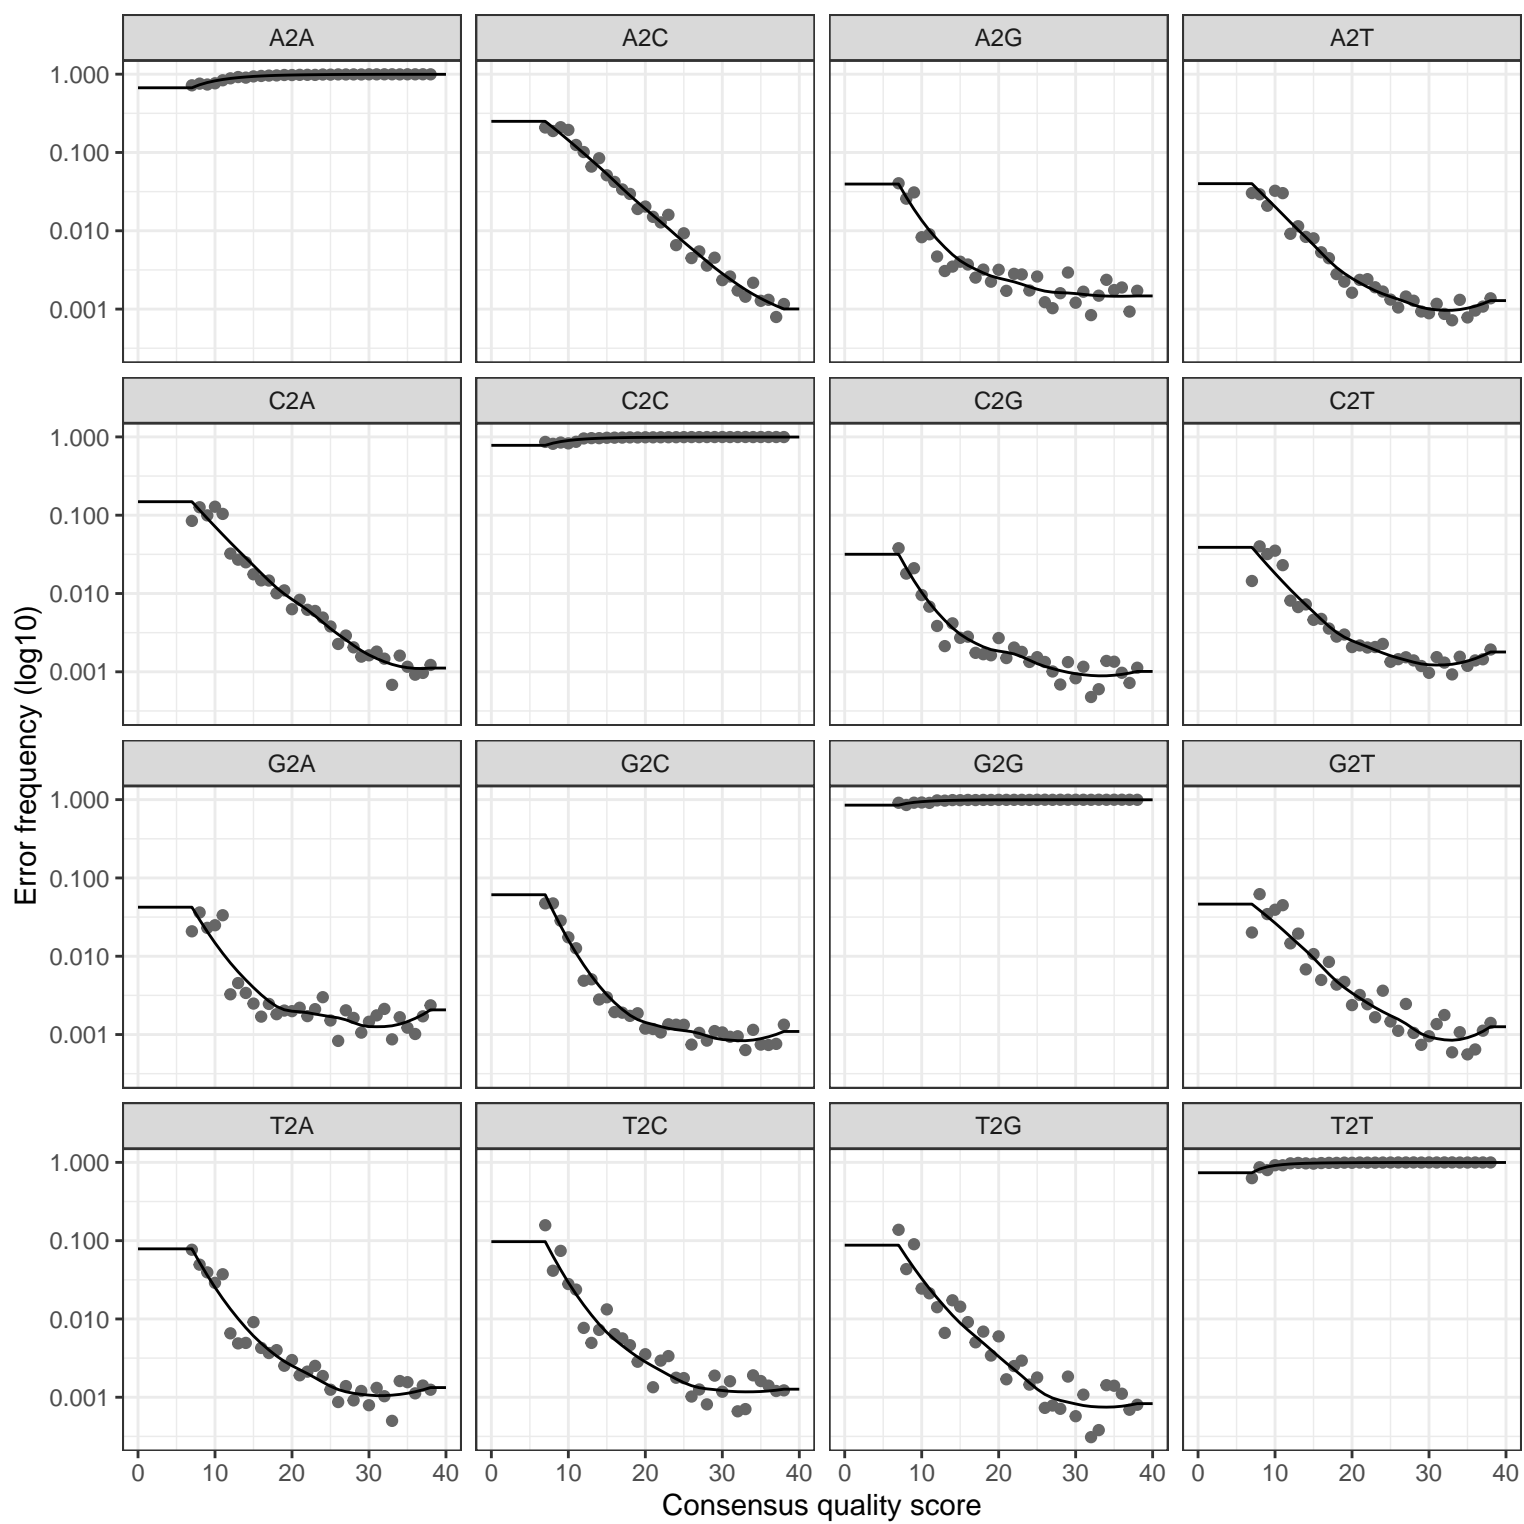 A2A A2C A2G A2T
1.000
0.100
0.010
0.001
C2A C2C C2G C2T
1.000
0.100
0.010
0.001
G2A G2C G2G G2T
1.000
0.100
0.010
0.001
T2A T2C T2G T2T
1.000
0.100
0.010
0.001
0 10 20 30 40 0 10 20 30 40 0 10 20 30 40 0 10 20 30 40
Consensus quality score
Error frequency (log10)